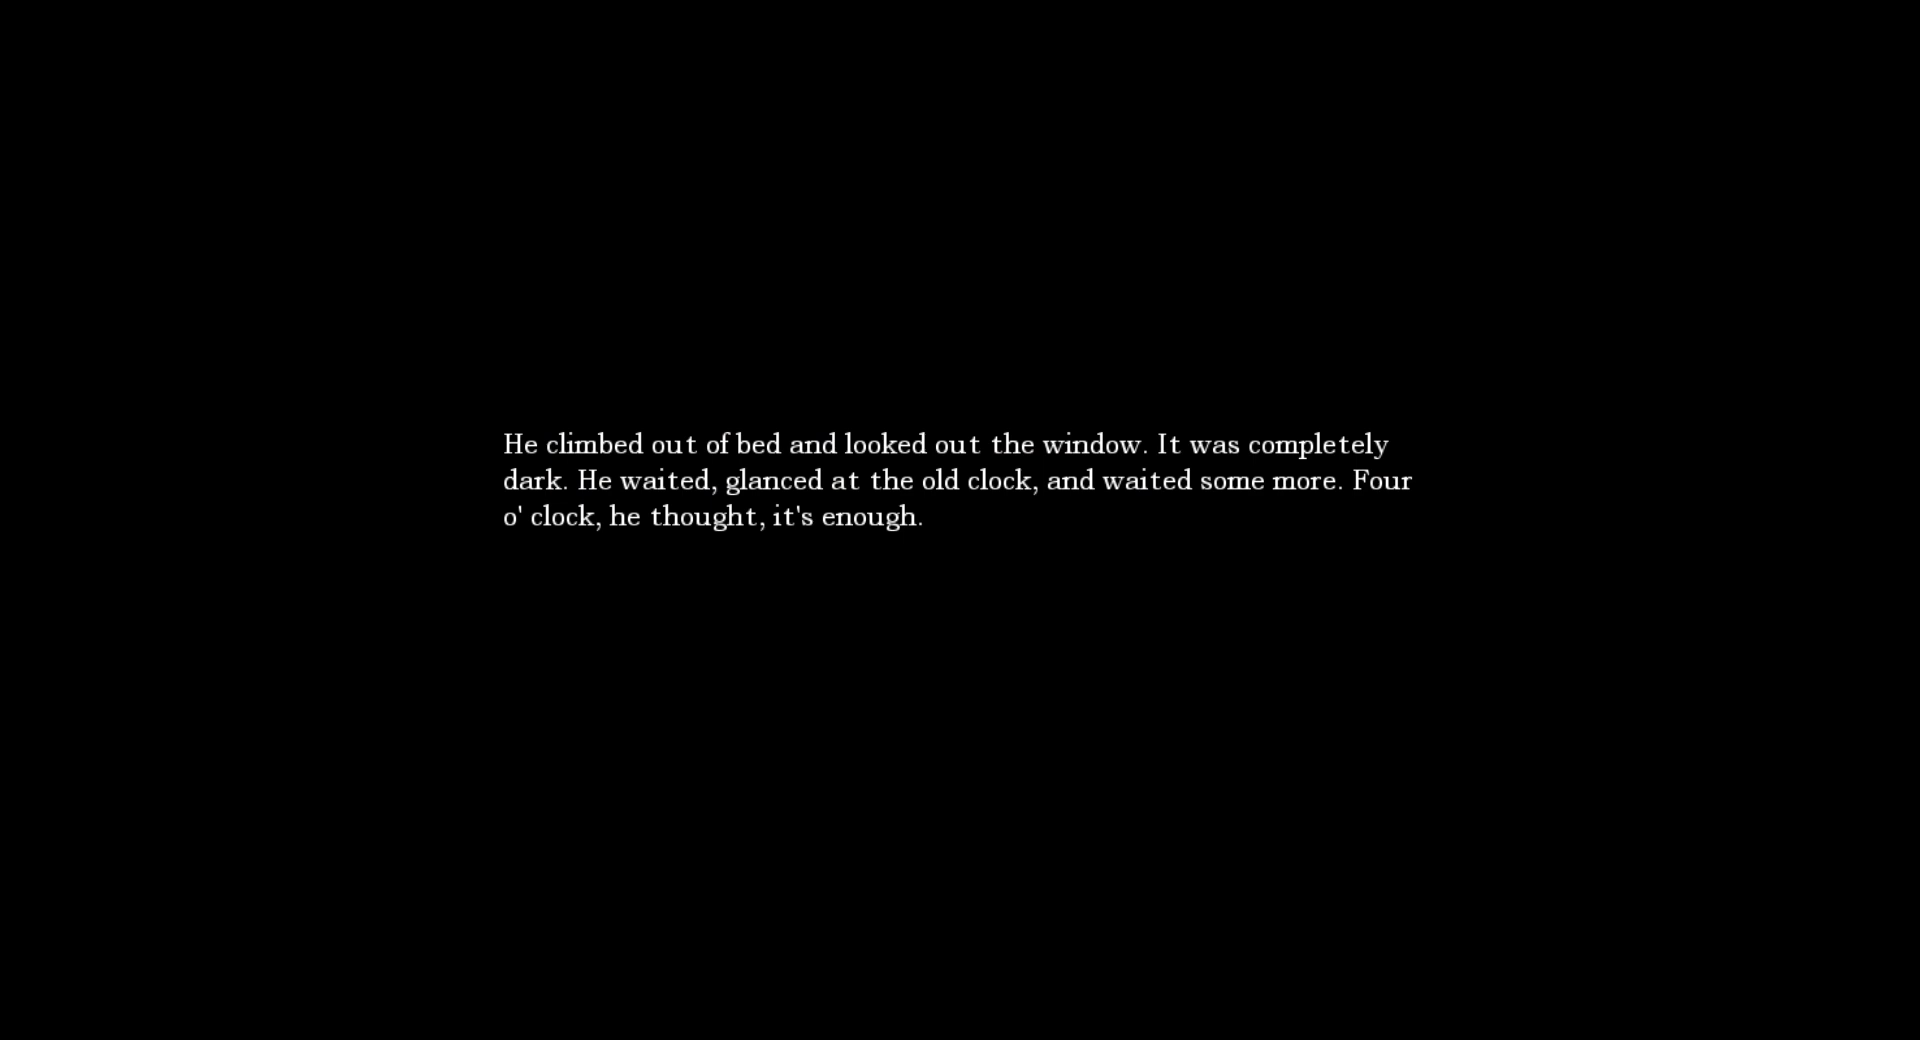 He climbed out of bed and looked out the window. It was completely
dark. He waited, glanced at the old clock, and waited some more. Four
o' clock, he thought, it's enough.